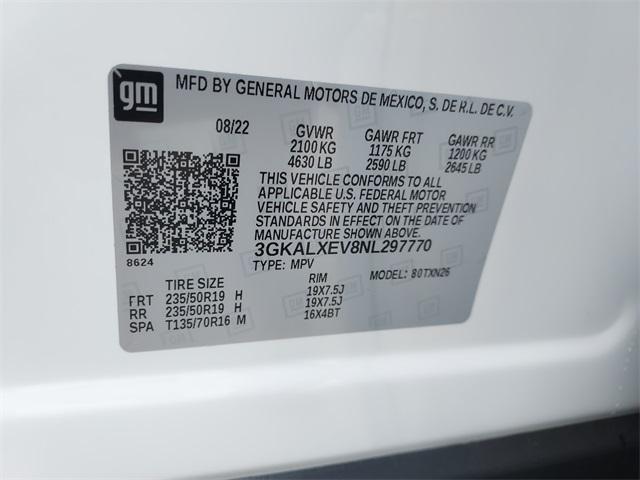 gm
MFD BY GENERAL MOTORS DE MEXICO, S. DE R.L. DE C.V.
08/22 GVWR GAWR FRT GAWR RR
2100 KG 1175 KG 1200 KG
4630 LB 2590 LB 2645 LB
THIS VEHICLE CONFORMS TO ALL
APPLICABLE U.S. FEDERAL MOTOR
VEHICLE SAFETY AND THEFT PREVENTION
STANDARDS IN EFFECT ON THE DATE OF
MANUFACTURE SHOWN ABOVE.
3GKALXEV8NL297770
8624
TYPE: MPV MODEL: 80TXN26
TIRE SIZE RIM
FRT 235/50R19 H 19X7.5J
RR 235/50R19 H 19X7.5J
SPA T135/70R16 M 16X4BT